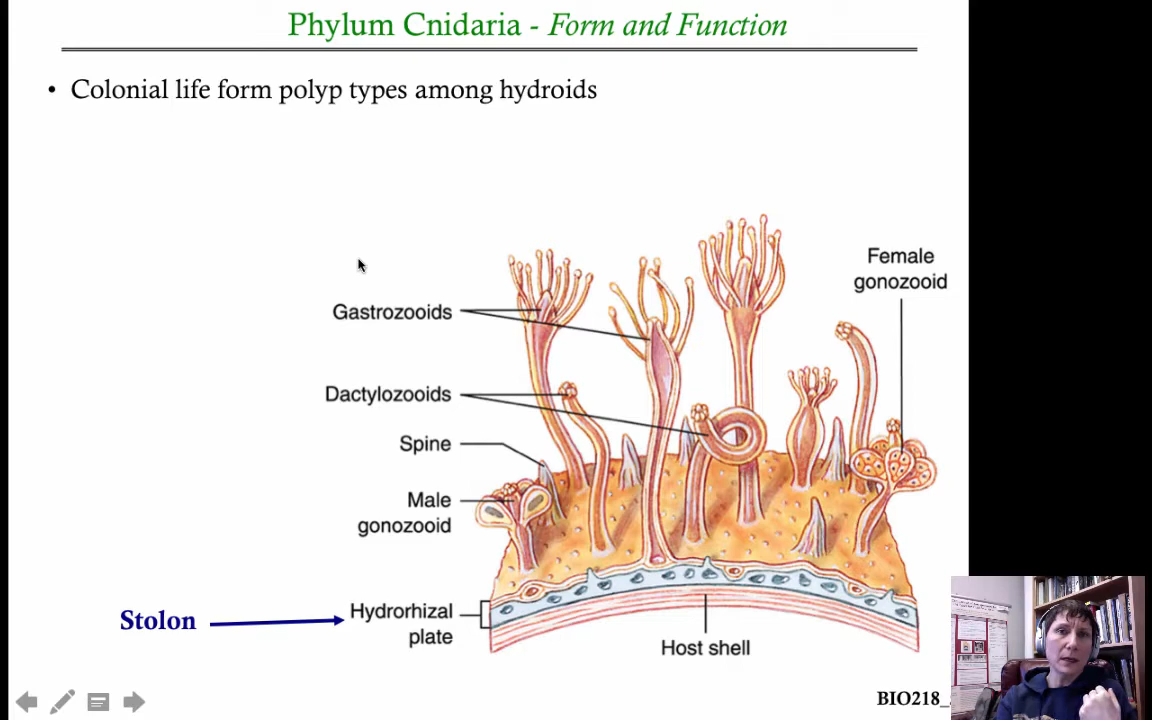 Phylum Cnidaria - Form and Function
• Colonial life form polyp types among hydroids
Female
gonozooid
Gastrozooids
Dactylozooids
Spine
Male
gonozooid
Stolon
Hydrorhizal
plate
Host shell
BIO218_